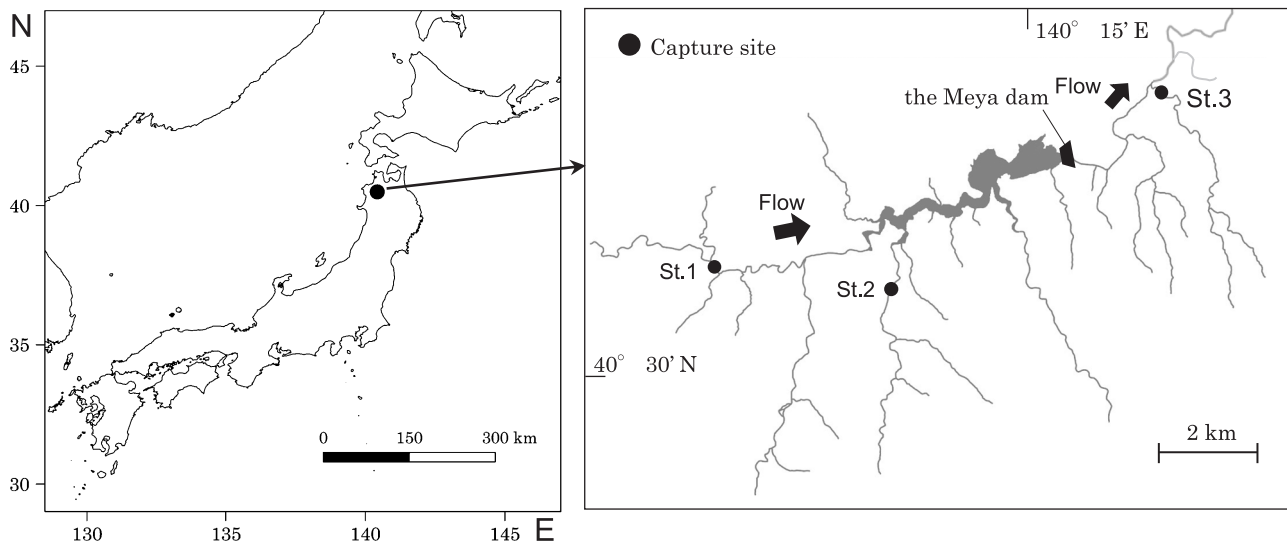 N
45
40
35
30
0 150 300 km
130 135 140 145 E
Capture site
140° 15' E
Flow
St.3
the Meya dam
Flow
St.1
St.2
40° 30' N
2 km